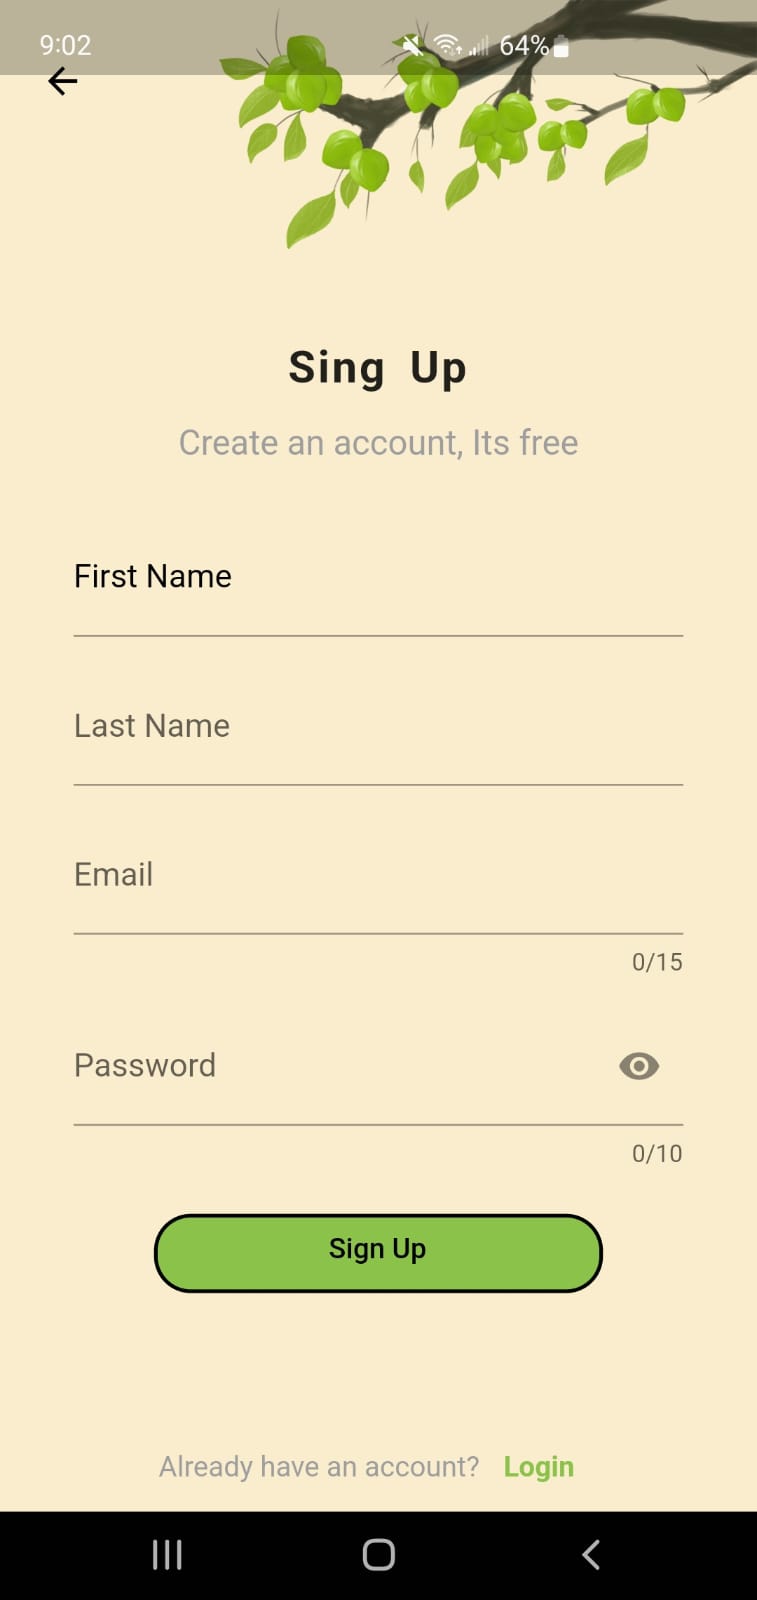 9:02 64%
Sing Up
Create an account, Its free
First Name
Last Name
Email
0/15
Password
0/10
Sign Up
Already have an account? Login